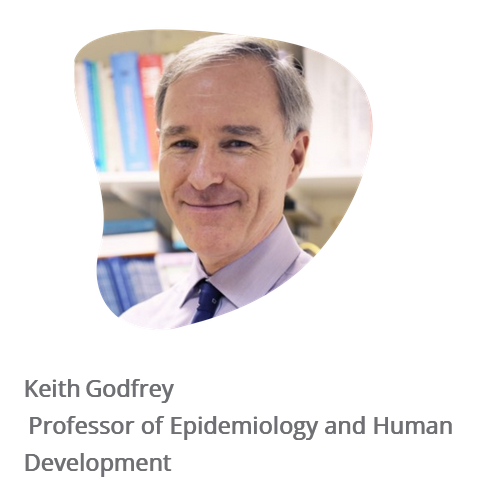 Keith Godfrey
Professor of Epidemiology and Human
Development